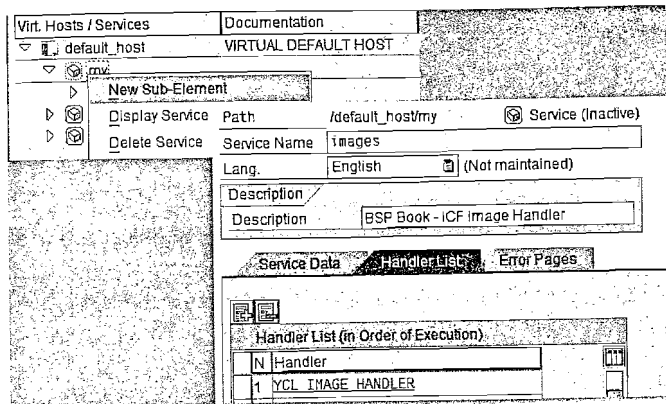 Virt. Hosts / Services Documentation
default_host VIRTUAL DEFAULT HOST
my
New Sub-Element
Display Service
Delete Service
Path /default_host/my Service (Inactive)
Service Name images
Lang. English (Not maintained)
Description
Description BSP Book - ICF Image Handler
Service Data Handler List Error Pages
Handler List (in Order of Execution)
N Handler
1 YCL_IMAGE_HANDLER